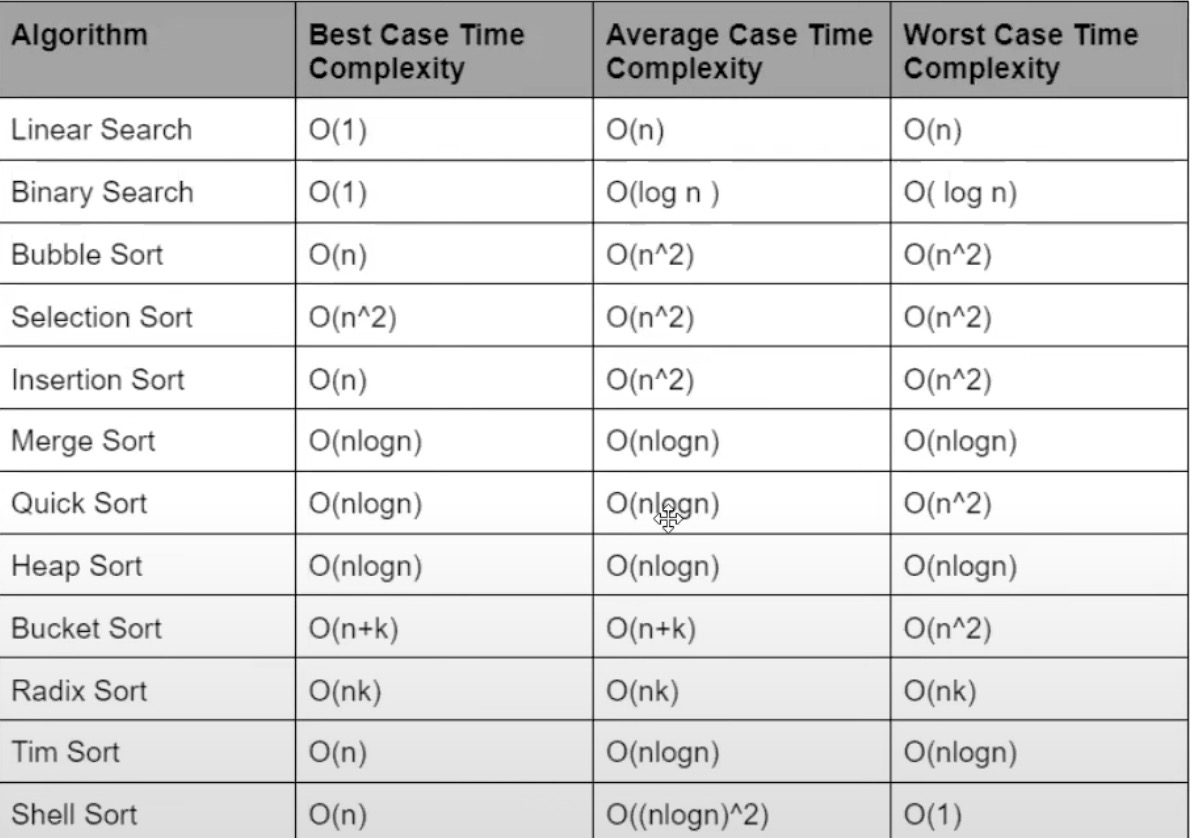 Algorithm Best Case Time Complexity Average Case Time Complexity Worst Case Time Complexity
Linear Search O(1) O(n) O(n)
Binary Search O(1) O(log n ) O( log n)
Bubble Sort O(n) O(n^2) O(n^2)
Selection Sort O(n^2) O(n^2) O(n^2)
Insertion Sort O(n) O(n^2) O(n^2)
Merge Sort O(nlogn) O(nlogn) O(nlogn)
Quick Sort O(nlogn) O(nlogn) O(n^2)
Heap Sort O(nlogn) O(nlogn) O(nlogn)
Bucket Sort O(n+k) O(n+k) O(n^2)
Radix Sort O(nk) O(nk) O(nk)
Tim Sort O(n) O(nlogn) O(nlogn)
Shell Sort O(n) O((nlogn)^2) O(1)